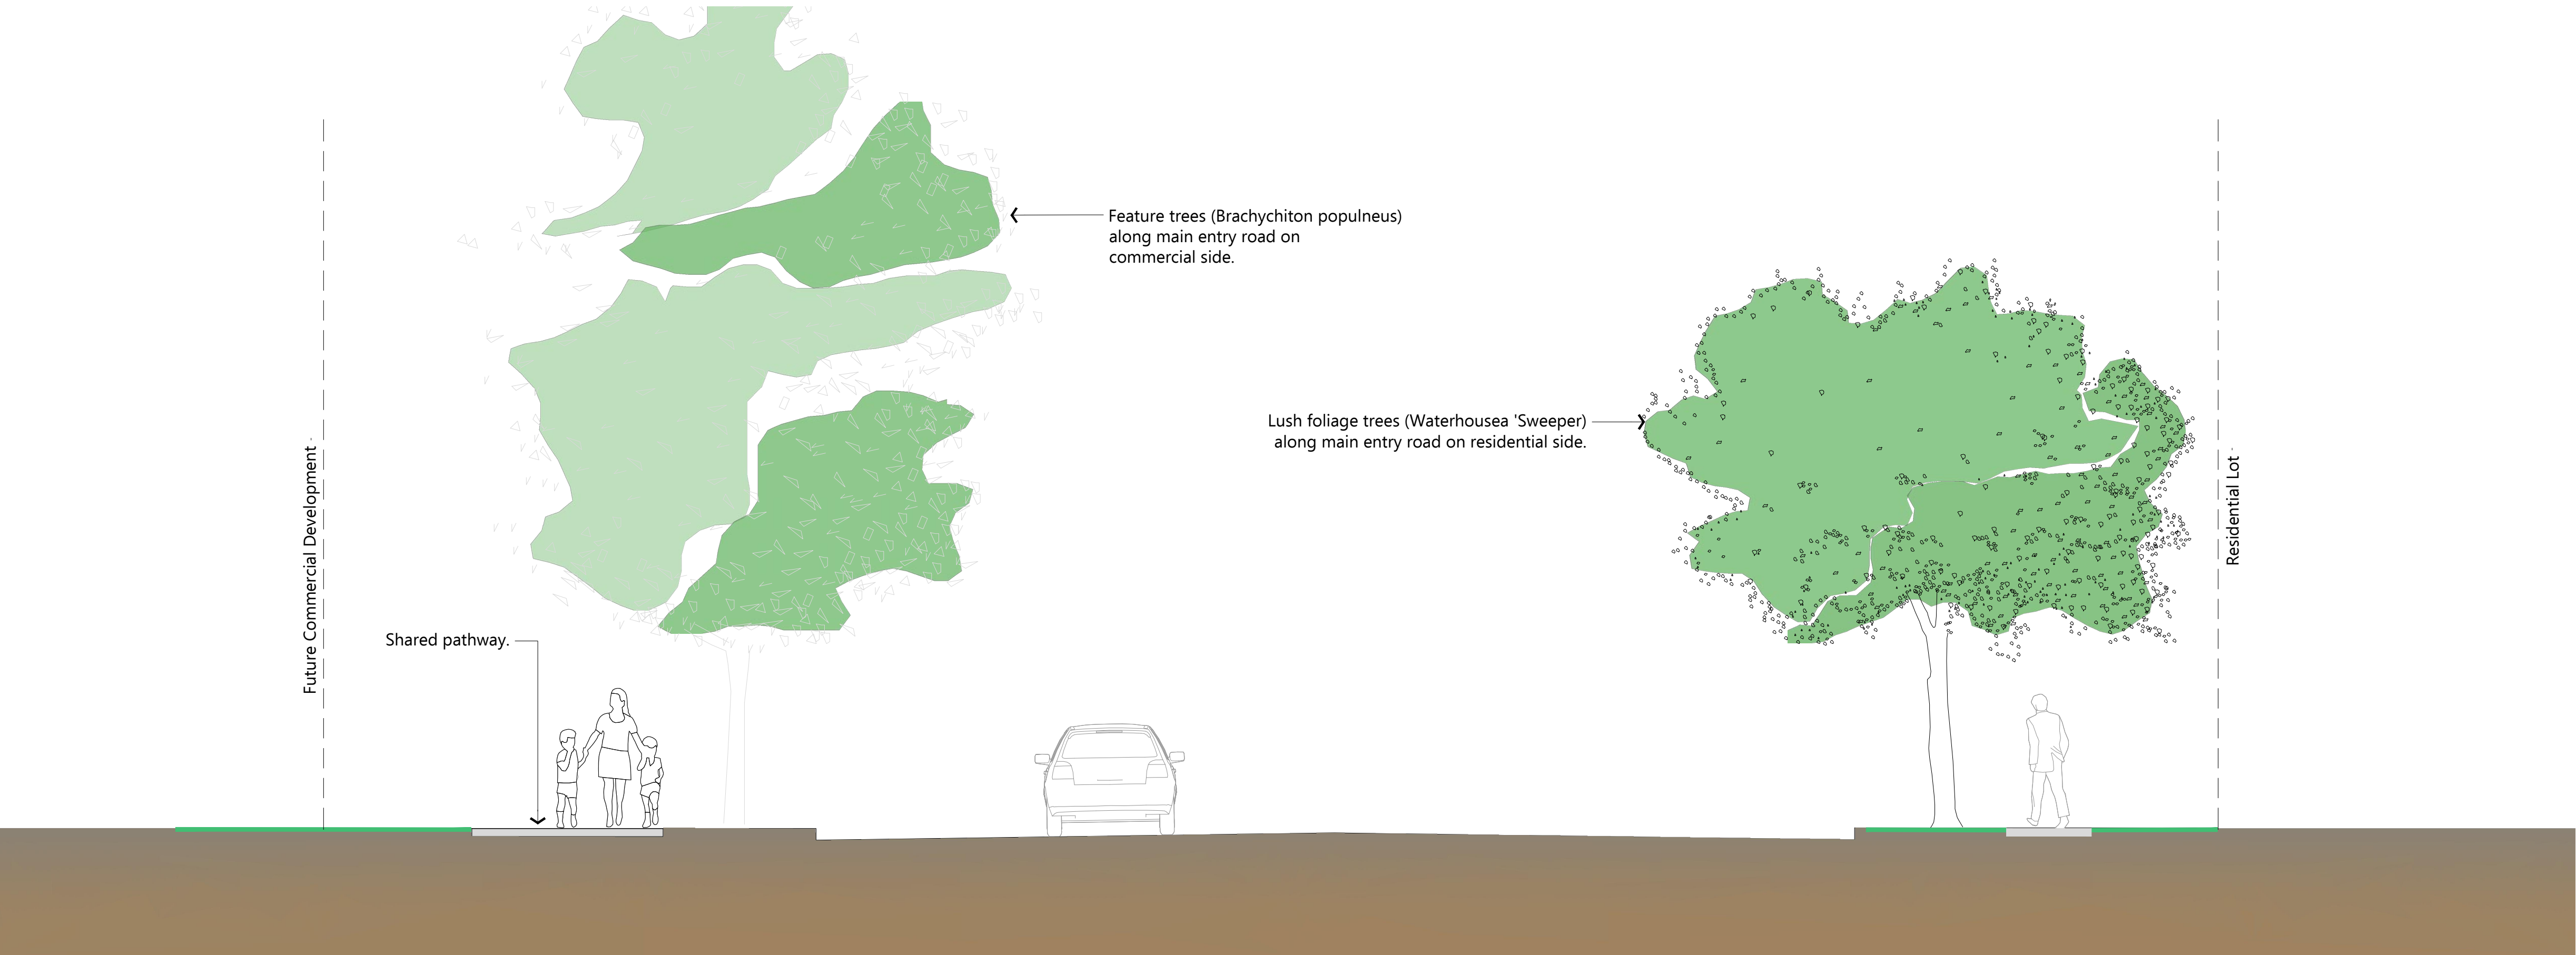 Feature trees (Brachychiton populneus)
along main entry road on
commercial side.
Lush foliage trees (Waterhousea 'Sweeper)
along main entry road on residential side.
Future Commercial Development
Residential Lot
Shared pathway.